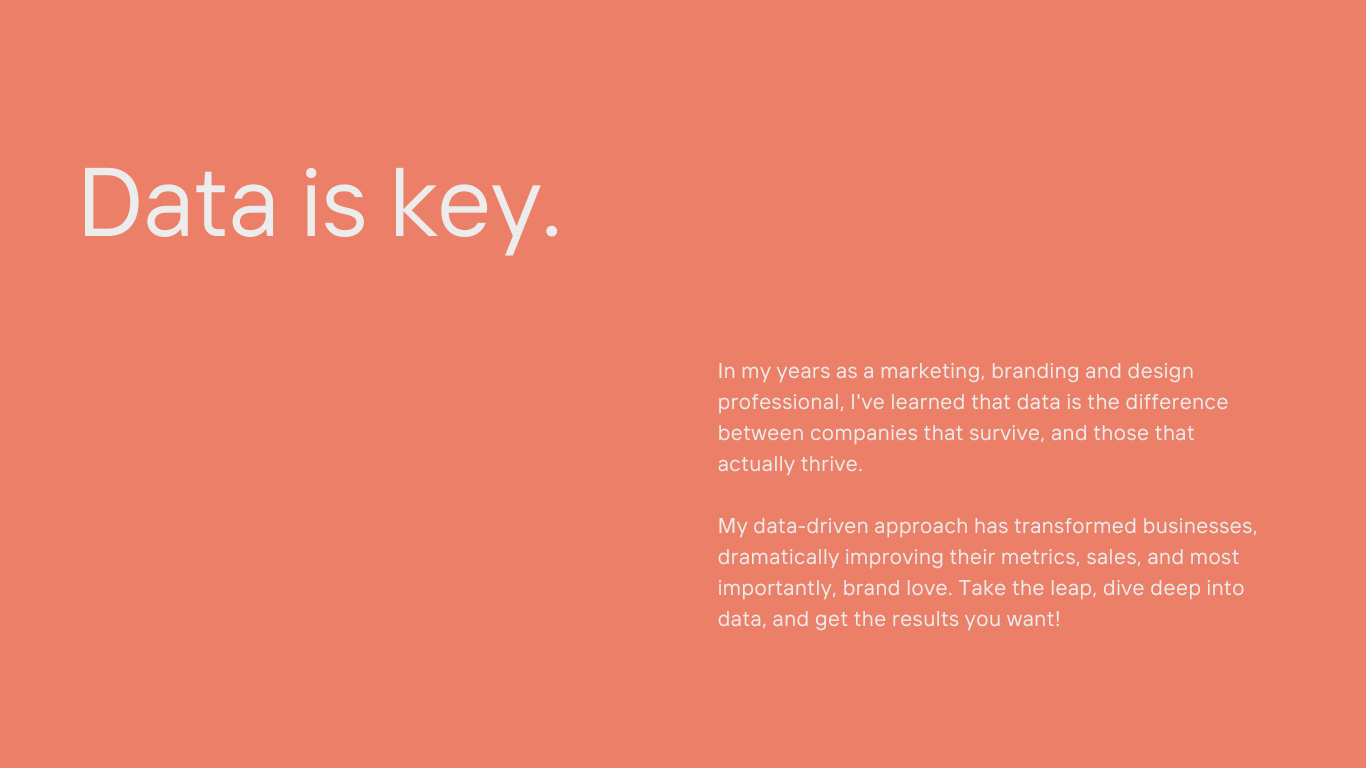 Data is key.
In my years as a marketing, branding and design
professional, I've learned that data is the difference
between companies that survive, and those that
actually thrive.
My data-driven approach has transformed businesses,
dramatically improving their metrics, sales, and most
importantly, brand love. Take the leap, dive deep into
data, and get the results you want!